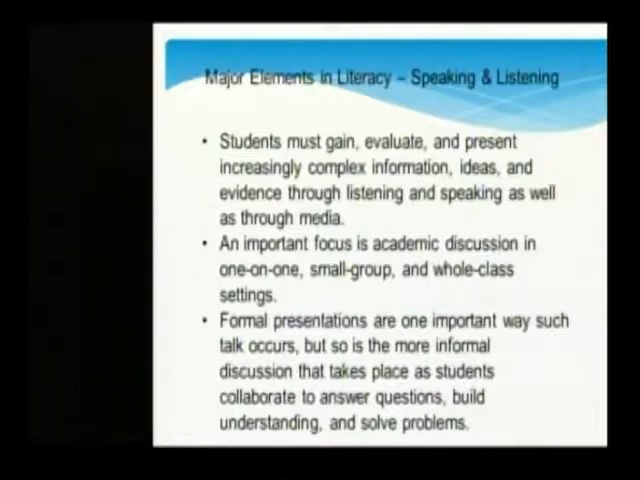 Major Elements in Literacy – Speaking & Listening
• Students must gain, evaluate, and present
increasingly complex information, ideas, and
evidence through listening and speaking as well
as through media.
• An important focus is academic discussion in
one-on-one, small-group, and whole-class
settings.
• Formal presentations are one important way such
talk occurs, but so is the more informal
discussion that takes place as students
collaborate to answer questions, build
understanding, and solve problems.